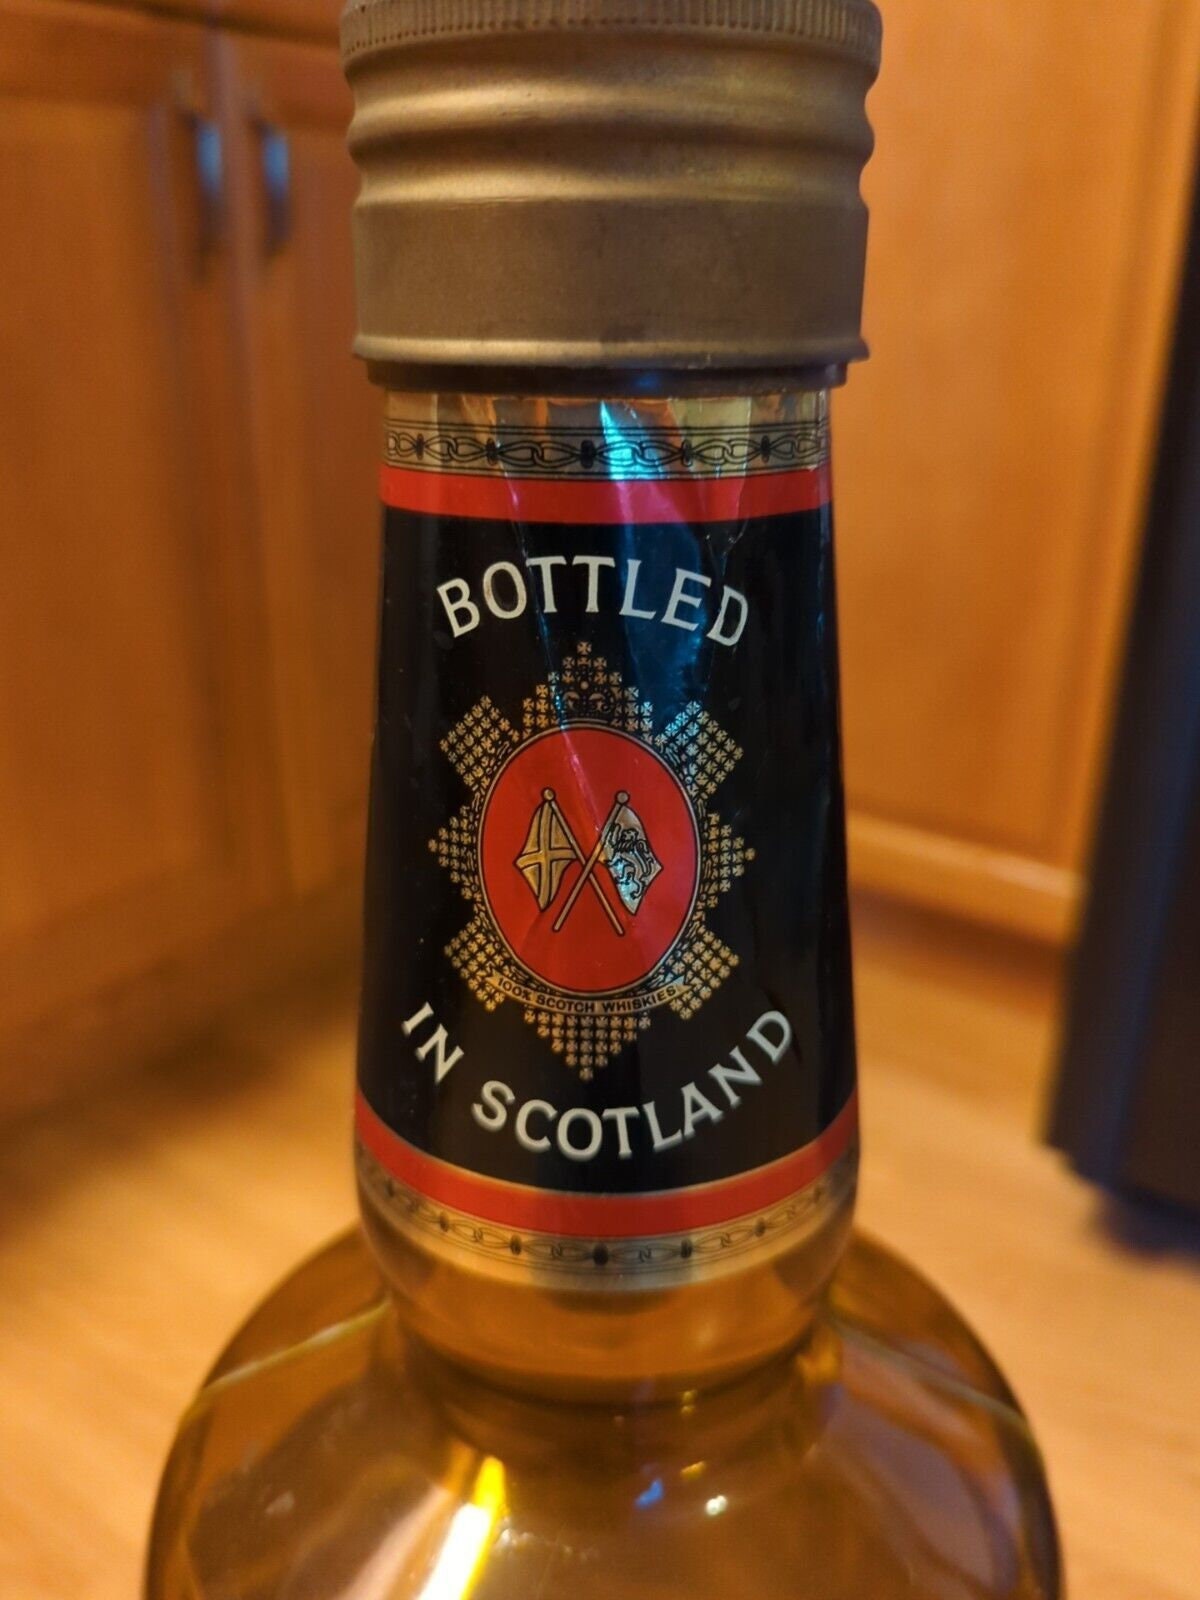 BOTTLED
100% SCOTCH WHISKIES
IN SCOTLAND